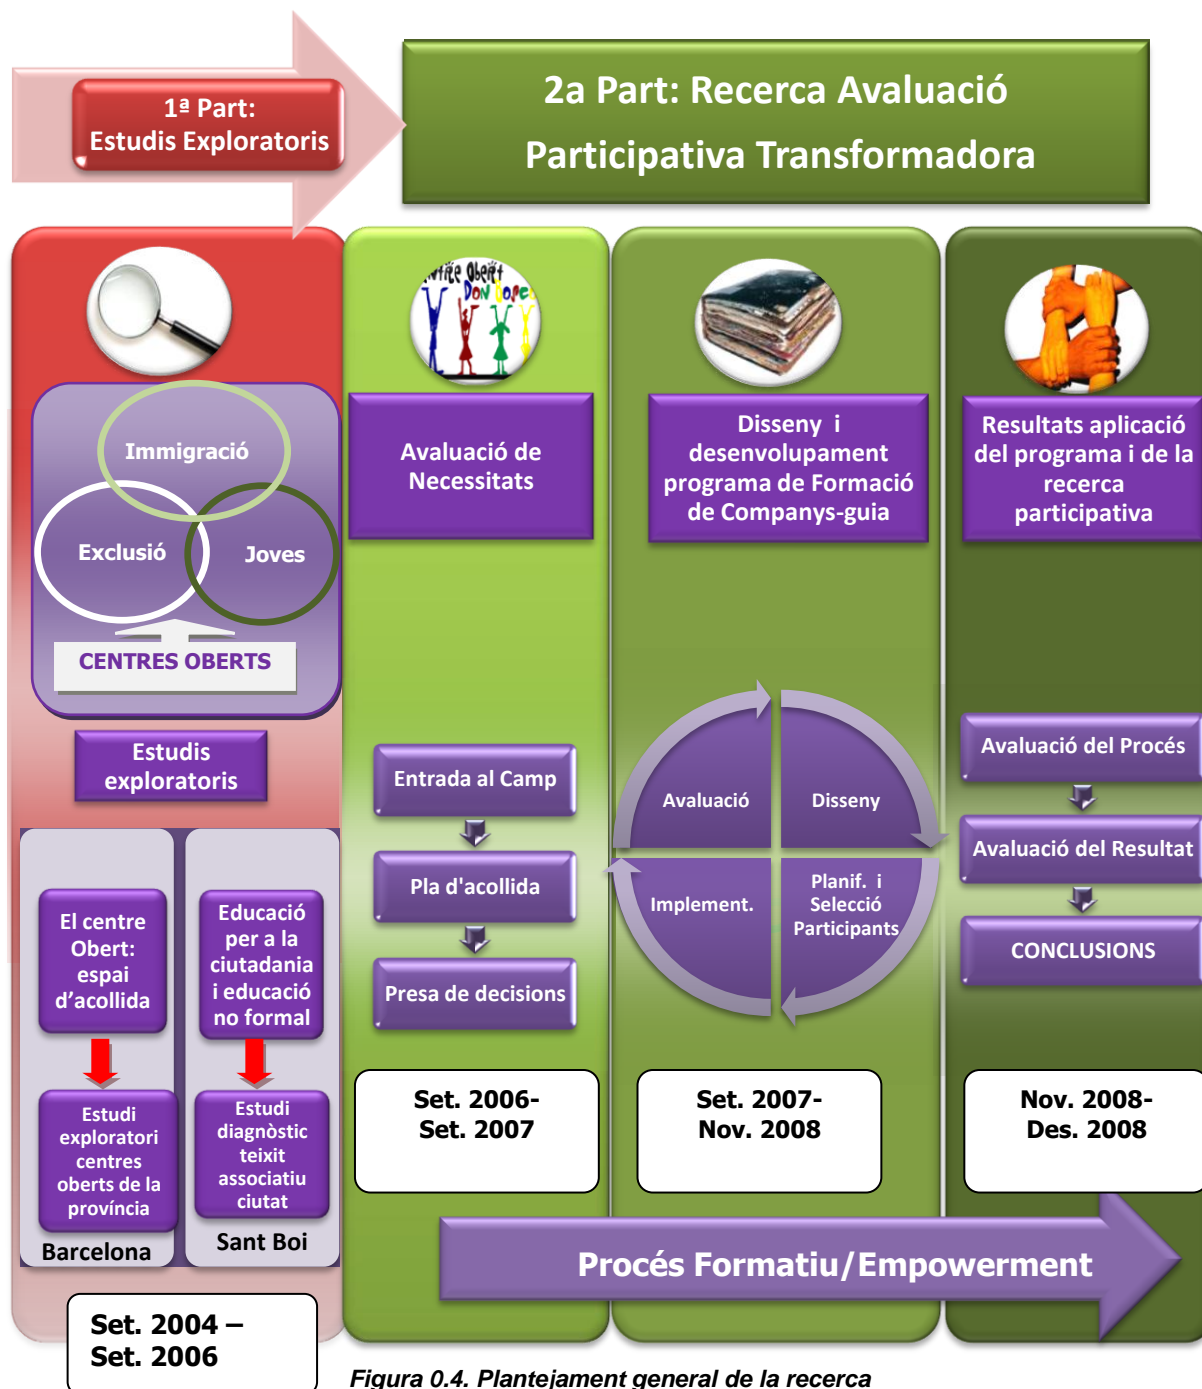 1ª Part:
Estudis Exploratoris
2a Part: Recerca Avaluació
Participativa Transformadora
Immigració
Exclusió
Joves
CENTRES OBERTS
Estudis
exploratoris
El centre
Obert:
espai
d’acollida
Estudi
exploratori
centres
oberts de la
província
Barcelona
Educació
per a la
ciutadania
i educació
no formal
Estudi
diagnòstic
teixit
associatiu
ciutat
Sant Boi
Set. 2004 –
Set. 2006
Obert
Don Bosco
Avaluació de
Necessitats
Entrada al Camp
Pla d'acollida
Presa de decisions
Set. 2006-
Set. 2007
Disseny i
desenvolupament
programa de Formació
de Companys-guia
Avaluació
Disseny
Implement.
Planif. i
Selecció
Participants
Set. 2007-
Nov. 2008
Resultats aplicació
del programa i de la
recerca
participativa
Avaluació del Procés
Avaluació del Resultat
CONCLUSIONS
Nov. 2008-
Des. 2008
Procés Formatiu/Empowerment
Figura 0.4. Plantejament general de la recerca